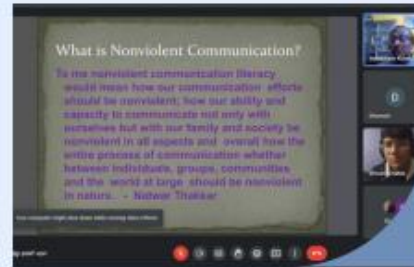 What is Nonviolent Communication?
To me nonviolent communication literacy
would mean how our communication efforts
should be nonviolent; how our ability and
capacity to communicate not only with
ourselves but with our family and society be
nonviolent in all aspects and overall how the
entire process of communication whether
between individuals, groups, communities
and the world at large should be nonviolent
in nature. - Natwar Thakkar
D